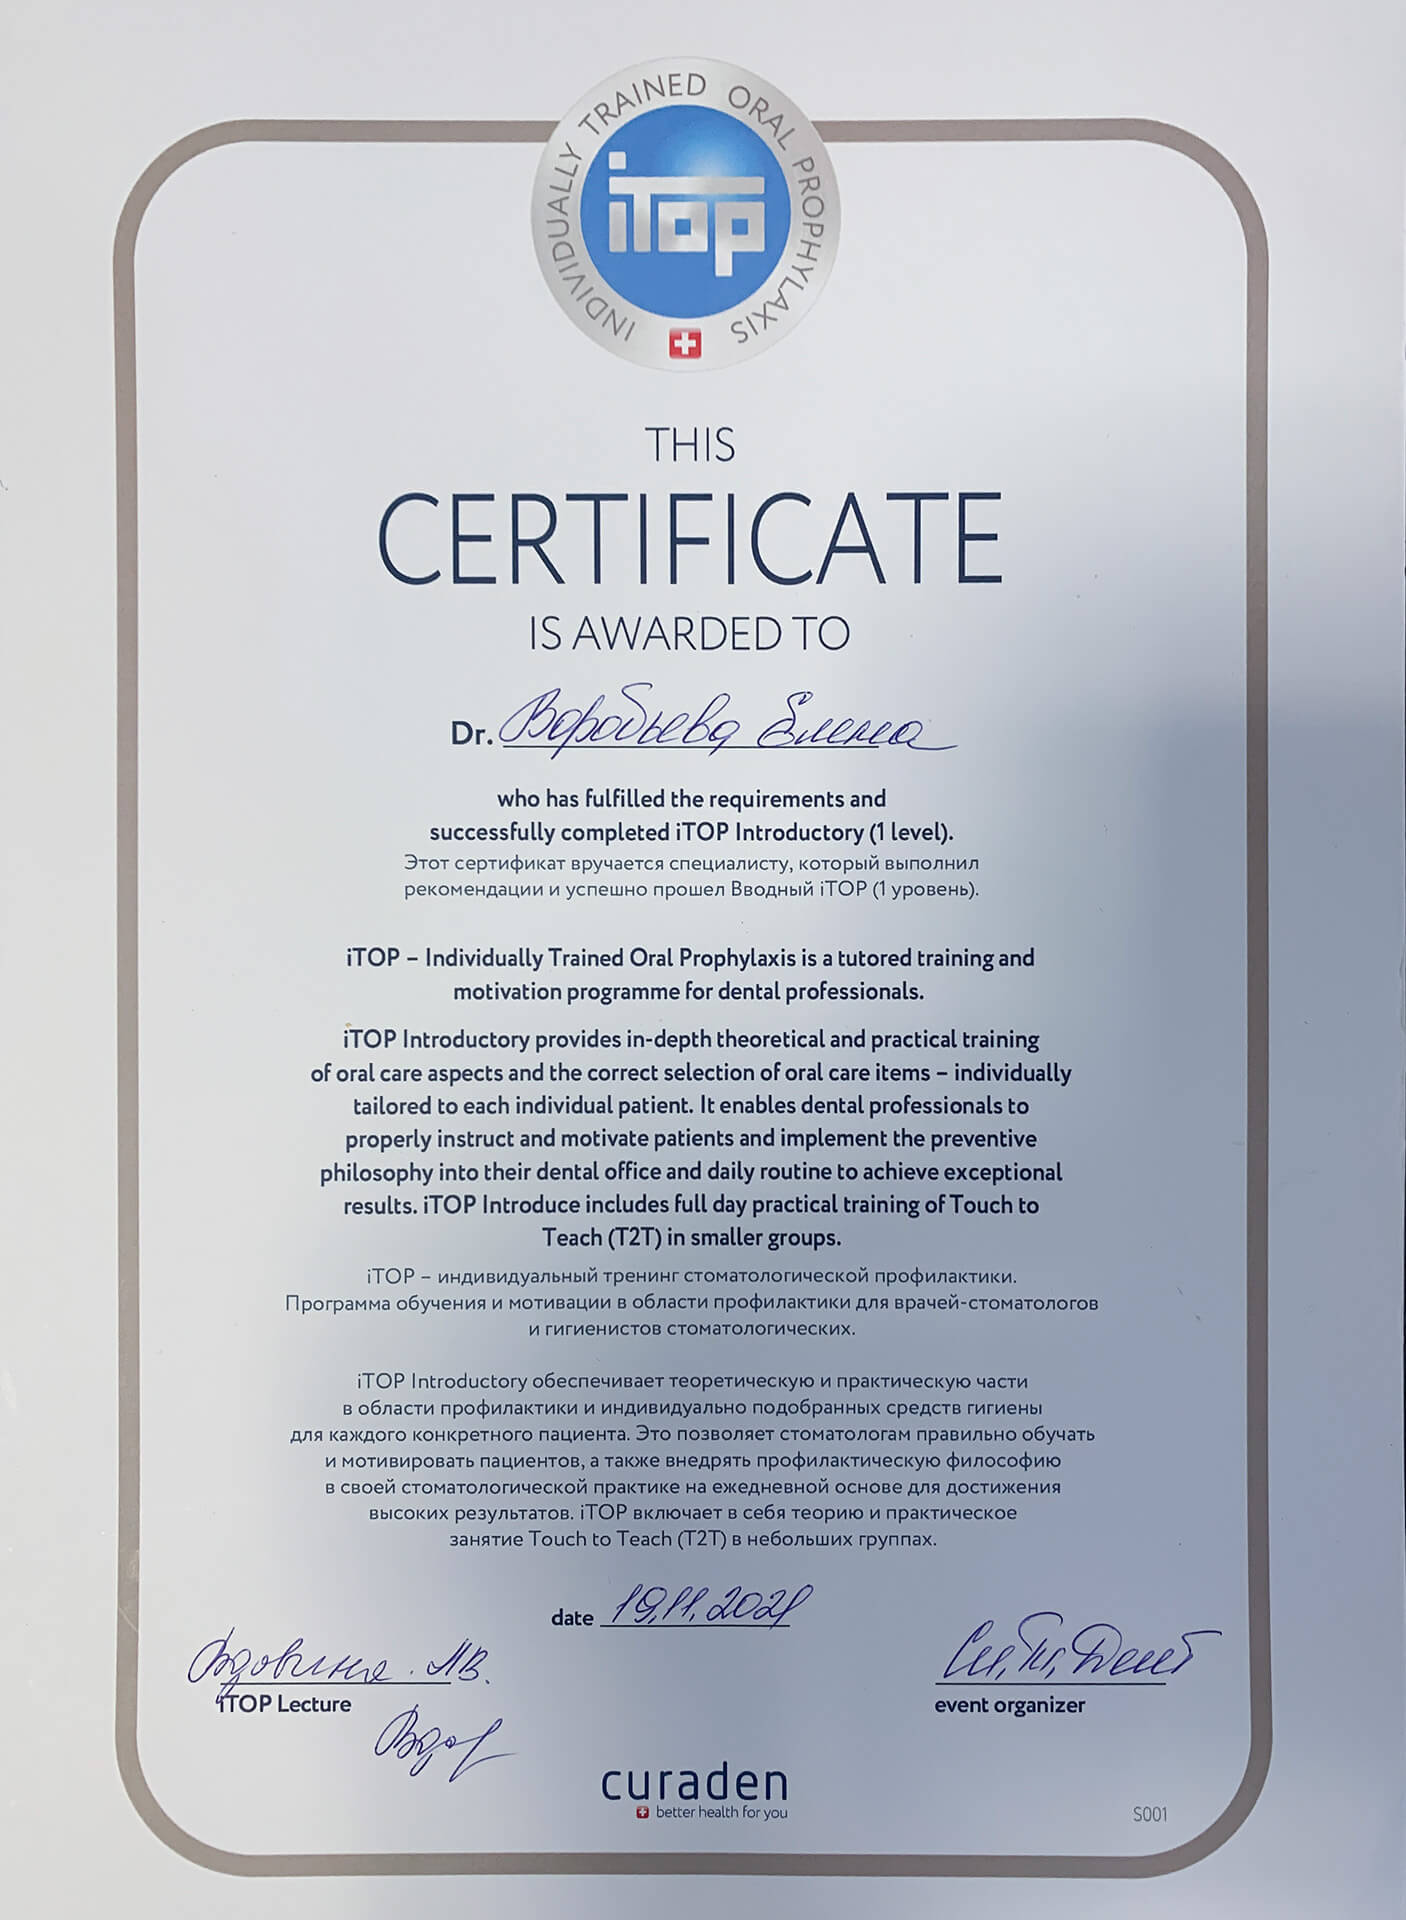 INDIVIDUALLY TRAINED ORAL PROPHYLAXIS
iTop
THIS
CERTIFICATE
IS AWARDED TO
Dr. Воробьева Елена
who has fulfilled the requirements and
successfully completed iTOP Introductory (1 level).
Этот сертификат вручается специалисту, который выполнил
рекомендации и успешно прошел Вводный iTOP (1 уровень).
iTOP – Individually Trained Oral Prophylaxis is a tutored training and
motivation programme for dental professionals.
iTOP Introductory provides in-depth theoretical and practical training
of oral care aspects and the correct selection of oral care items – individually
tailored to each individual patient. It enables dental professionals to
properly instruct and motivate patients and implement the preventive
philosophy into their dental office and daily routine to achieve exceptional
results. iTOP Introduce includes full day practical training of Touch to
Teach (T2T) in smaller groups.
iTOP – индивидуальный тренинг стоматологической профилактики.
Программа обучения и мотивации в области профилактики для врачей-стоматологов
и гигиенистов стоматологических.
iTOP Introductory обеспечивает теоретическую и практическую части
в области профилактики и индивидуально подобранных средств гигиены
для каждого конкретного пациента. Это позволяет стоматологам правильно обучать
и мотивировать пациентов, а также внедрять профилактическую философию
в своей стоматологической практике на ежедневной основе для достижения
высоких результатов. iTOP включает в себя теорию и практическое
занятие Touch to Teach (T2T) в небольших группах.
date 19.11.2021
Вдовина АВ.
iTOP Lecture
event organizer
curaden
better health for you
S001